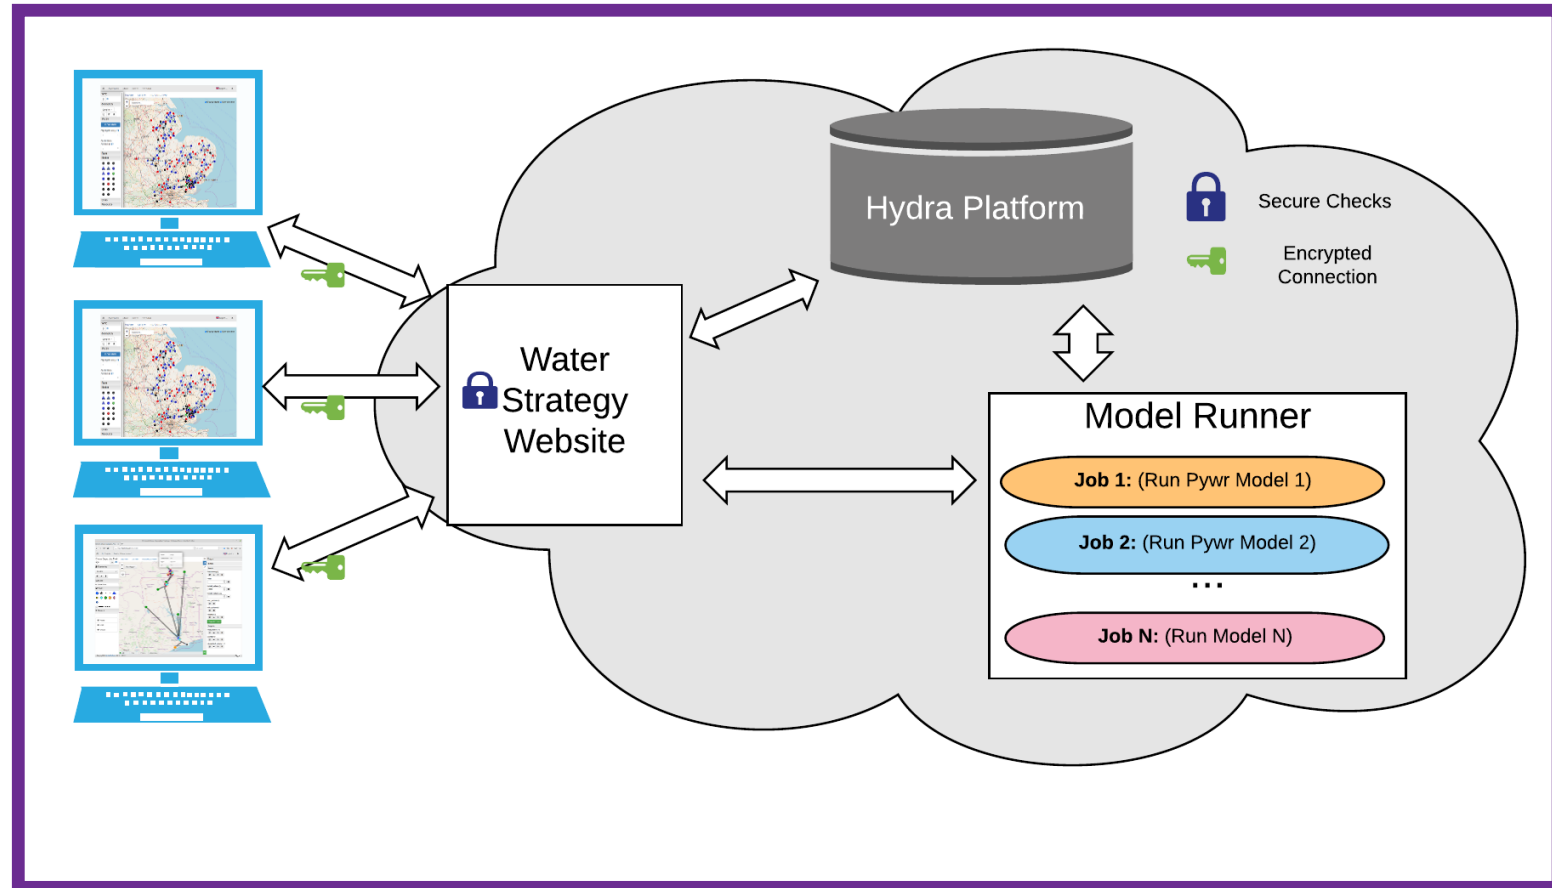 Hydra Platform
Secure Checks
Encrypted
Connection
Water
Strategy
Website
Model Runner
Job 1: (Run Pywr Model 1)
Job 2: (Run Pywr Model 2)
...
Job N: (Run Model N)